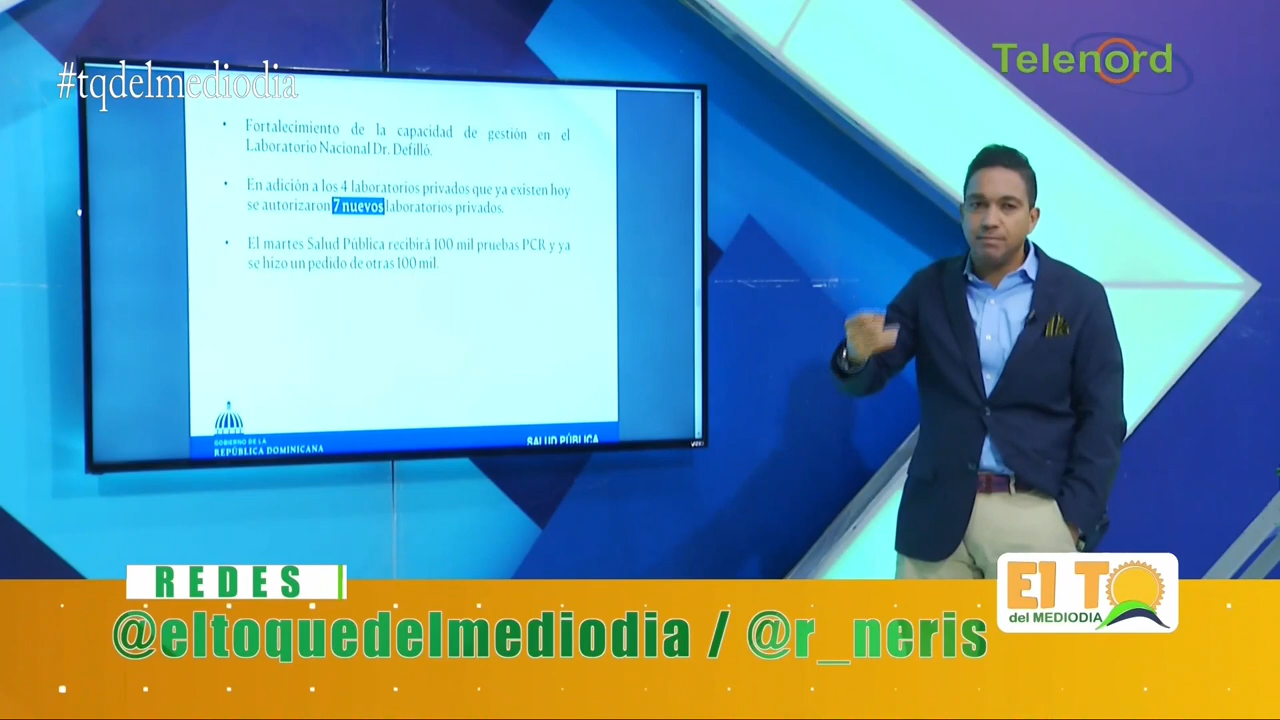 #tqdelmediodia
Telenord
• Fortalecimiento de la capacidad de gestión en el
Laboratorio Nacional Dr. Defilló.
• En adición a los 4 laboratorios privados que ya existen hoy
se autorizaron 7 nuevos laboratorios privados.
• El martes Salud Pública recibirá 100 mil pruebas PCR y ya
se hizo un pedido de otras 100 mil.
GOBIERNO DE LA
REPÚBLICA DOMINICANA
SALUD PÚBLICA
REDES
@eltoquedelmediodia / @r_neris
El T
del MEDIODIA